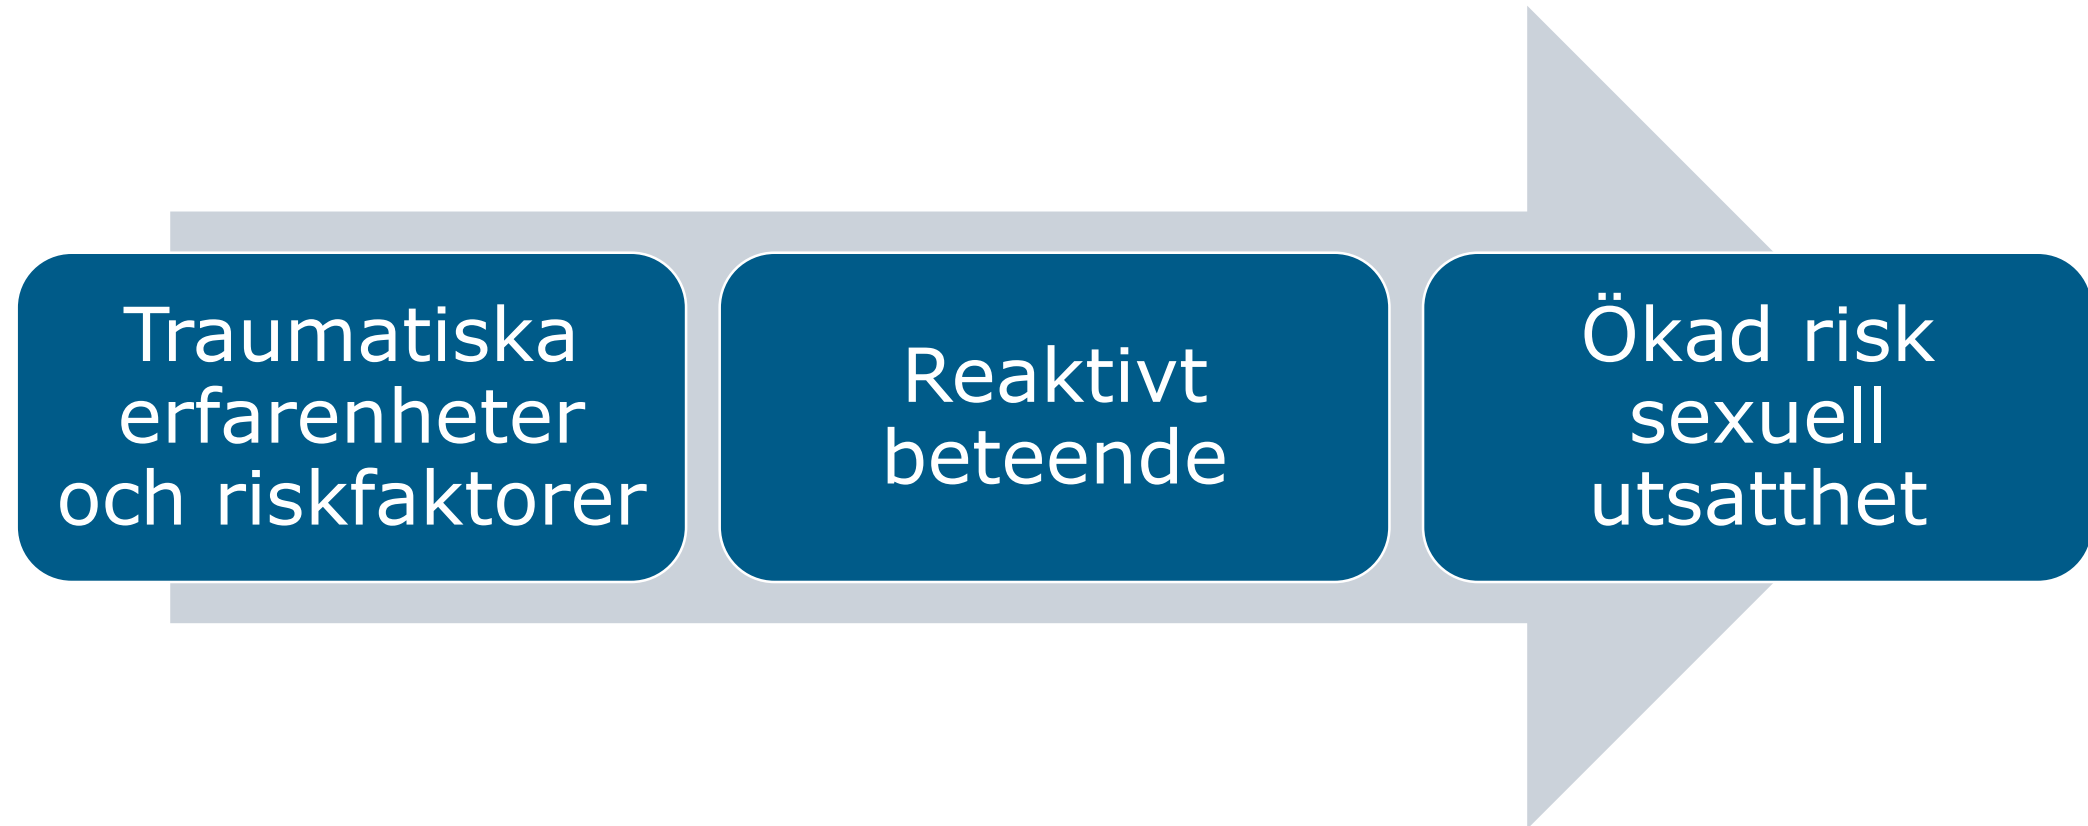 Traumatiska
erfarenheter
och riskfaktorer
Reaktivt
beteende
Ökad risk
sexuell
utsatthet